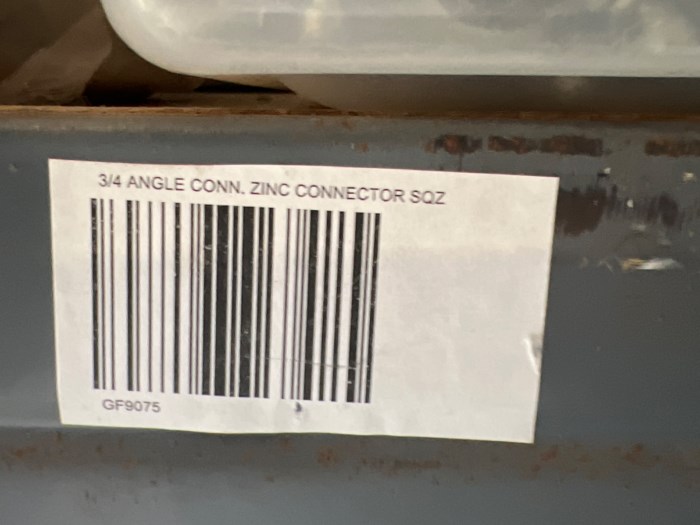 3/4 ANGLE CONN. ZINC CONNECTOR SQZ
GF9075